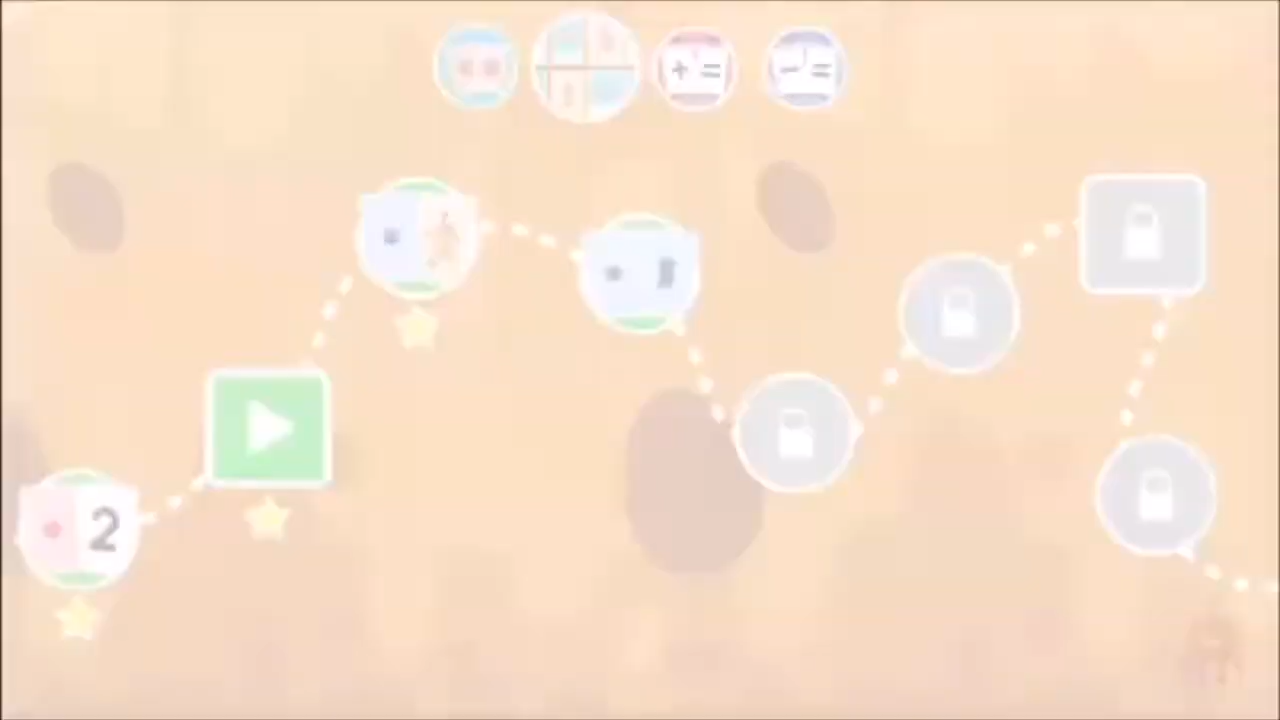 + =
- =
2